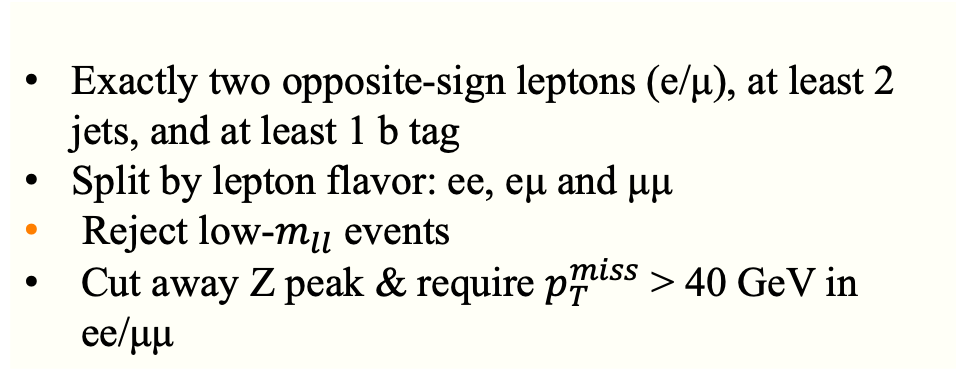 • Exactly two opposite-sign leptons (e/μ), at least 2
jets, and at least 1 b tag
• Split by lepton flavor: ee, eμ and μμ
• Reject low-$m_{ll}$ events
• Cut away Z peak & require $p_T^{miss}$ > 40 GeV in
ee/μμ